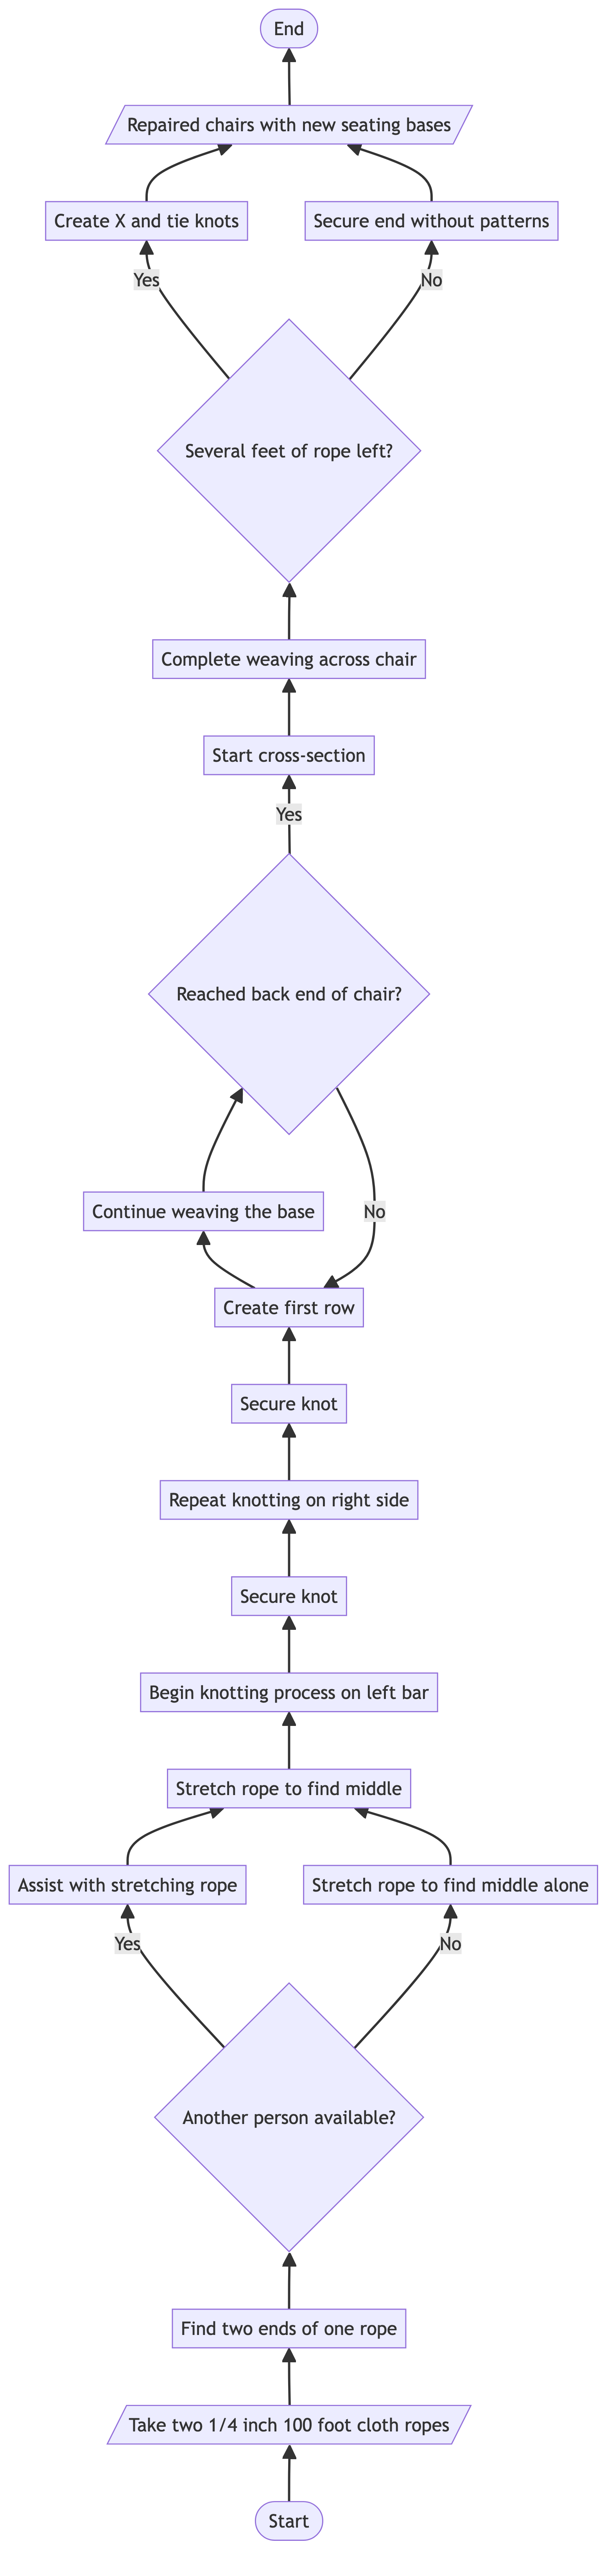 End
Repaired chairs with new seating bases
Create X and tie knots
Secure end without patterns
Yes
No
Several feet of rope left?
Complete weaving across chair
Start cross-section
Yes
Reached back end of chair?
Continue weaving the base
No
Create first row
Secure knot
Repeat knotting on right side
Secure knot
Begin knotting process on left bar
Stretch rope to find middle
Assist with stretching rope
Stretch rope to find middle alone
Yes
No
Another person available?
Find two ends of one rope
Take two 1/4 inch 100 foot cloth ropes
Start